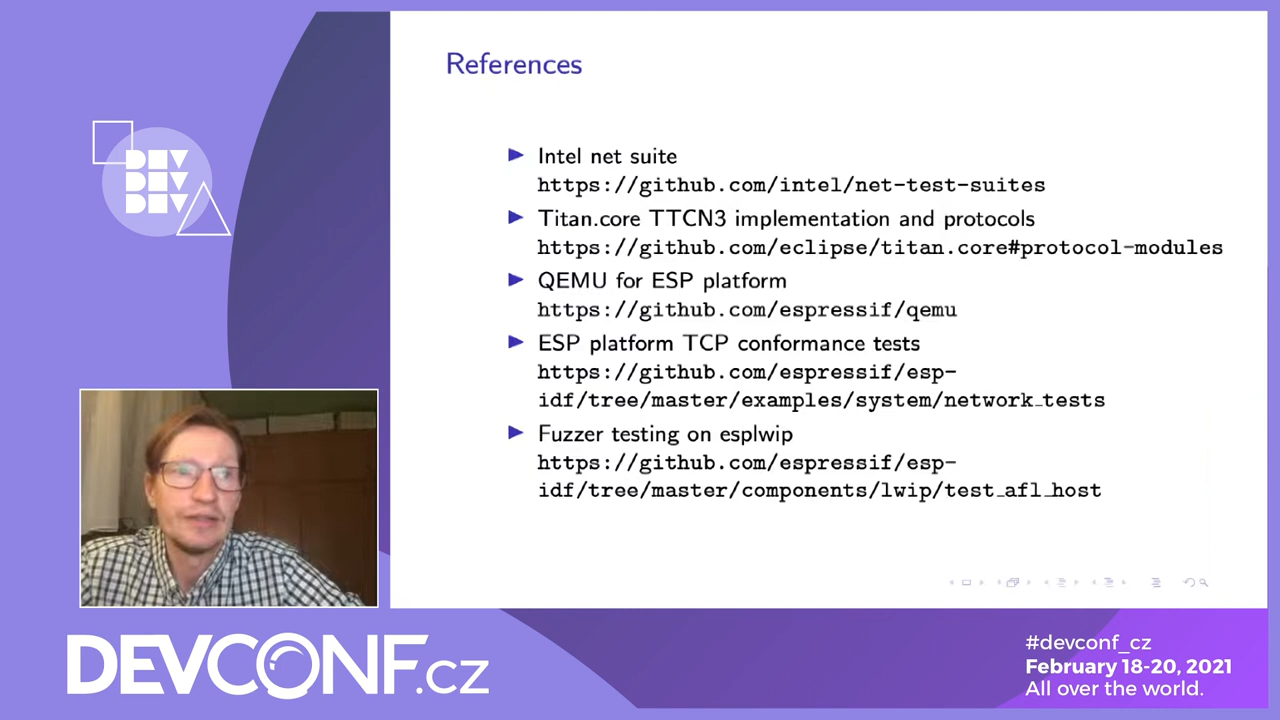 References
Intel net suite
https://github.com/intel/net-test-suites
Titan.core TTCN3 implementation and protocols
https://github.com/eclipse/titan.core#protocol-modules
QEMU for ESP platform
https://github.com/espressif/qemu
ESP platform TCP conformance tests
https://github.com/espressif/esp-
idf/tree/master/examples/system/network_tests
Fuzzer testing on esplwip
https://github.com/espressif/esp-
idf/tree/master/components/lwip/test_afl_host
DEV
DEV
DEV
DEVCONF.cz
#devconf_cz
February 18-20, 2021
All over the world.